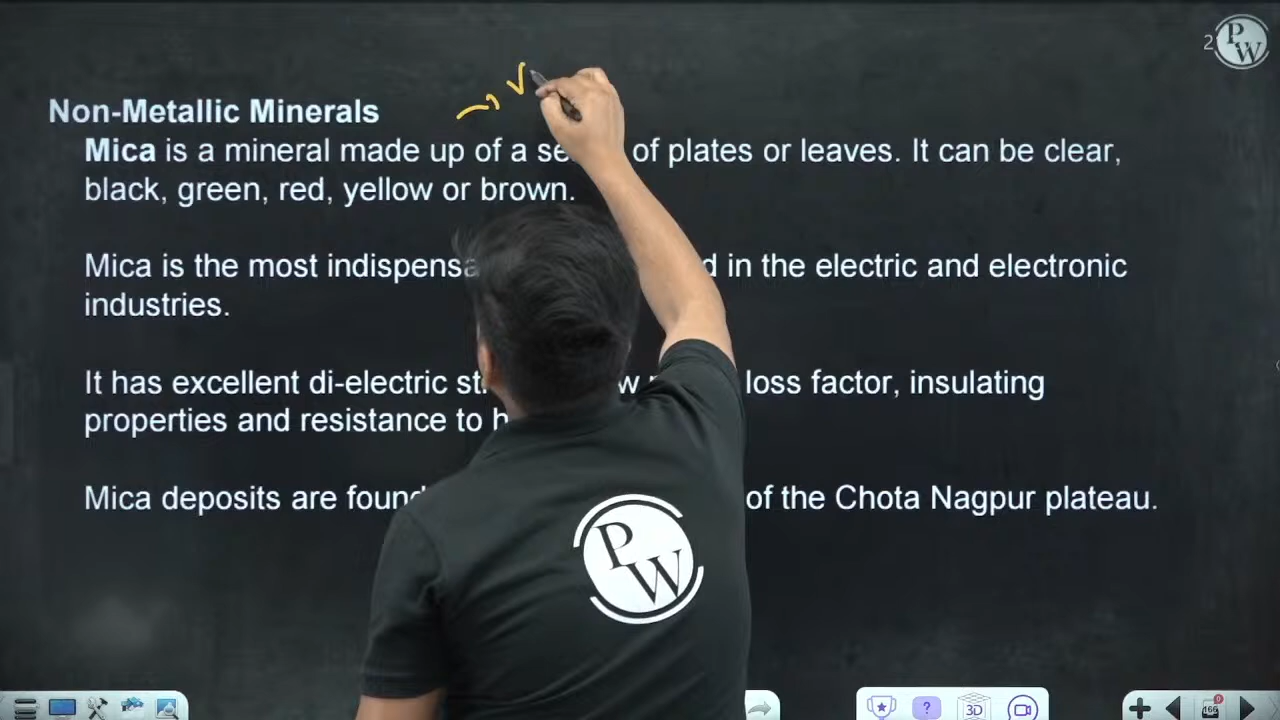 2
PW
Non-Metallic Minerals
Mica is a mineral made up of a se of plates or leaves. It can be clear,
black, green, red, yellow or brown.
Mica is the most indispensa d in the electric and electronic
industries.
It has excellent di-electric st w loss factor, insulating
properties and resistance to h
Mica deposits are found of the Chota Nagpur plateau.
PW
? 3D 166